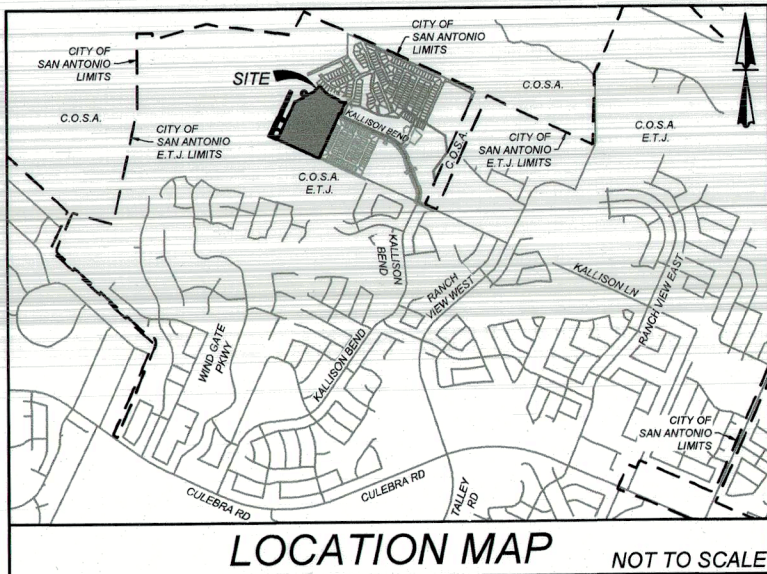 CITY OF
SAN ANTONIO
LIMITS
C.O.S.A.
CITY OF
SAN ANTONIO
E.T.J. LIMITS
SITE
CITY OF
SAN ANTONIO
LIMITS
KALLISON BEND
C.O.S.A.
E.T.J.
C.O.S.A.
CITY OF
SAN ANTONIO
E.T.J. LIMITS
C.O.S.A.
C.O.S.A.
E.T.J.
KALLISON
BEND
RANCH
VIEW WEST
KALLISON LN
RANCH VIEW EAST
WIND GATE
PKWY
KALLISON BEND
CITY OF
SAN ANTONIO
LIMITS
CULEBRA RD
CULEBRA RD
TALLEY
RD
LOCATION MAP
NOT TO SCALE